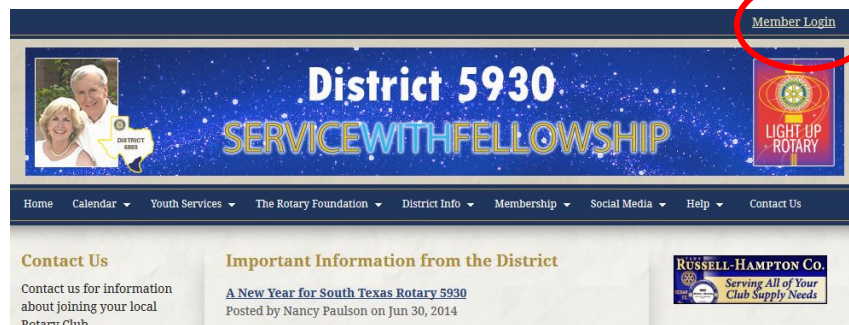 Member Login
District 5930
SERVICEWITHFELLOWSHIP
DISTRICT
LIGHT UP
ROTARY
Home Calendar Youth Services The Rotary Foundation District Info Membership Social Media Help Contact Us
Contact Us
Contact us for information
about joining your local
Rotary Club
Important Information from the District
A New Year for South Texas Rotary 5930
Posted by Nancy Paulson on Jun 30, 2014
RUSSELL-HAMPTON CO.
Serving All of Your
Club Supply Needs